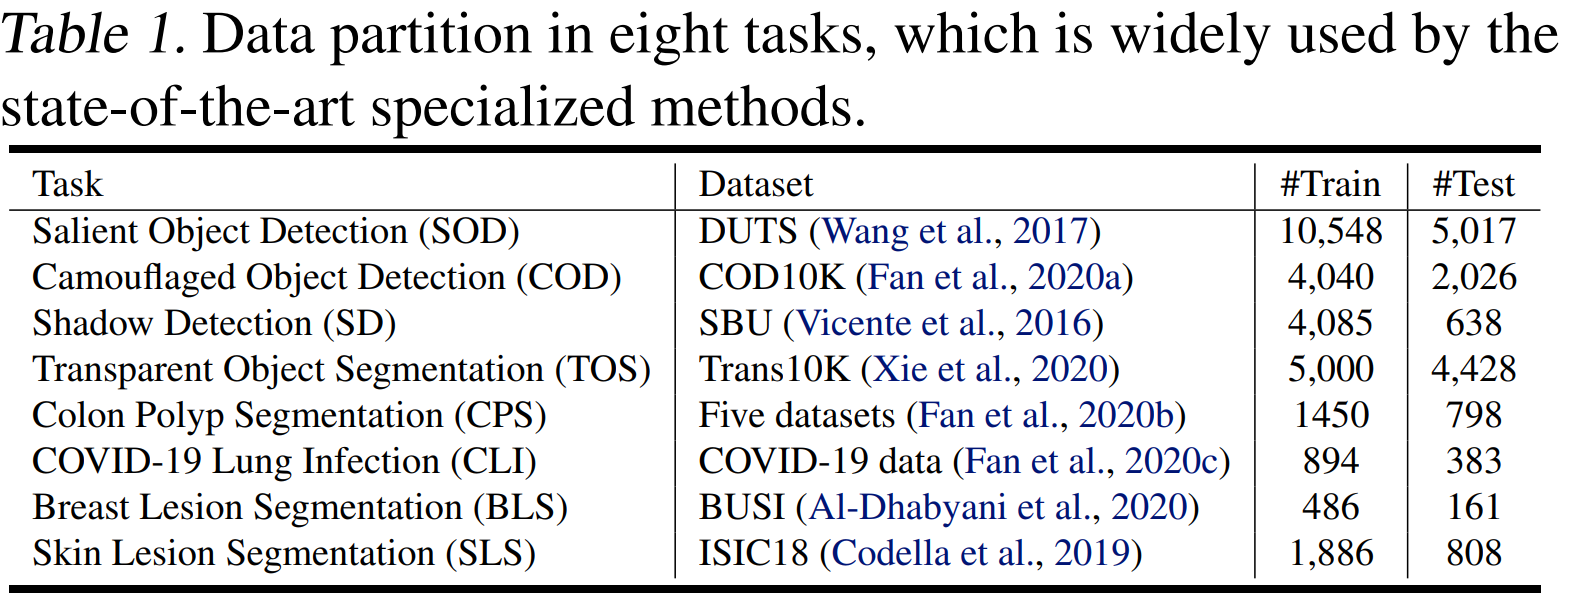 Table 1. Data partition in eight tasks, which is widely used by the
state-of-the-art specialized methods.
Task Dataset #Train #Test
Salient Object Detection (SOD) DUTS (Wang et al., 2017) 10,548 5,017
Camouflaged Object Detection (COD) COD10K (Fan et al., 2020a) 4,040 2,026
Shadow Detection (SD) SBU (Vicente et al., 2016) 4,085 638
Transparent Object Segmentation (TOS) Trans10K (Xie et al., 2020) 5,000 4,428
Colon Polyp Segmentation (CPS) Five datasets (Fan et al., 2020b) 1450 798
COVID-19 Lung Infection (CLI) COVID-19 data (Fan et al., 2020c) 894 383
Breast Lesion Segmentation (BLS) BUSI (Al-Dhabyani et al., 2020) 486 161
Skin Lesion Segmentation (SLS) ISIC18 (Codella et al., 2019) 1,886 808